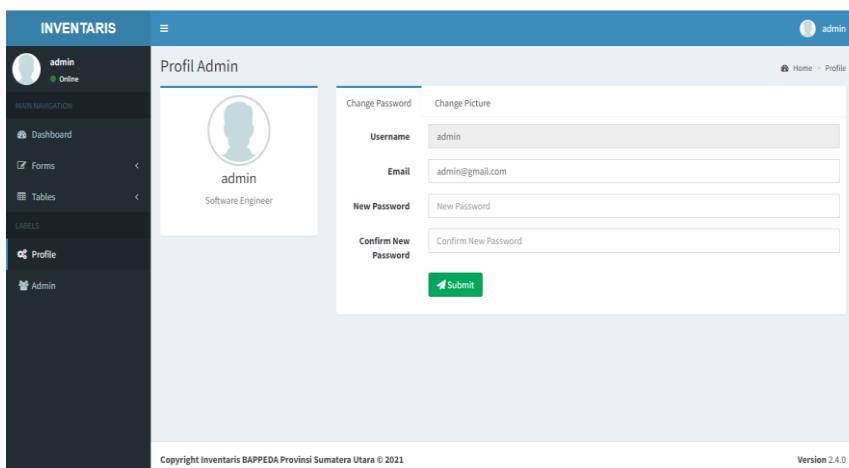 INVENTARIS
admin
admin
Online
MAIN NAVIGATION
Dashboard
Forms
Tables
LABELS
Profile
Admin
Profil Admin
Home > Profile
admin
Software Engineer
Change Password Change Picture
Username admin
Email admin@gmail.com
New Password New Password
Confirm New Password Confirm New Password
Submit
Copyright Inventaris BAPPEDA Provinsi Sumatera Utara © 2021 Version 2.4.0